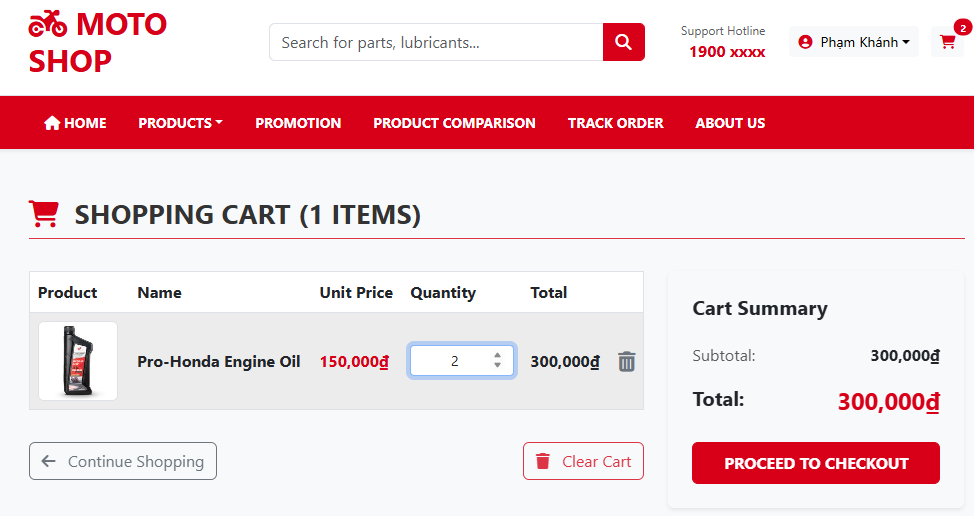 MOTO
SHOP
Search for parts, lubricants...
Support Hotline
1900 xxxx
Phạm Khánh
2
HOME PRODUCTS PROMOTION PRODUCT COMPARISON TRACK ORDER ABOUT US
SHOPPING CART (1 ITEMS)
Product Name Unit Price Quantity Total
Pro-Honda Engine Oil 150,000₫ 2 300,000₫
Continue Shopping
Clear Cart
Cart Summary
Subtotal: 300,000₫
Total: 300,000₫
PROCEED TO CHECKOUT